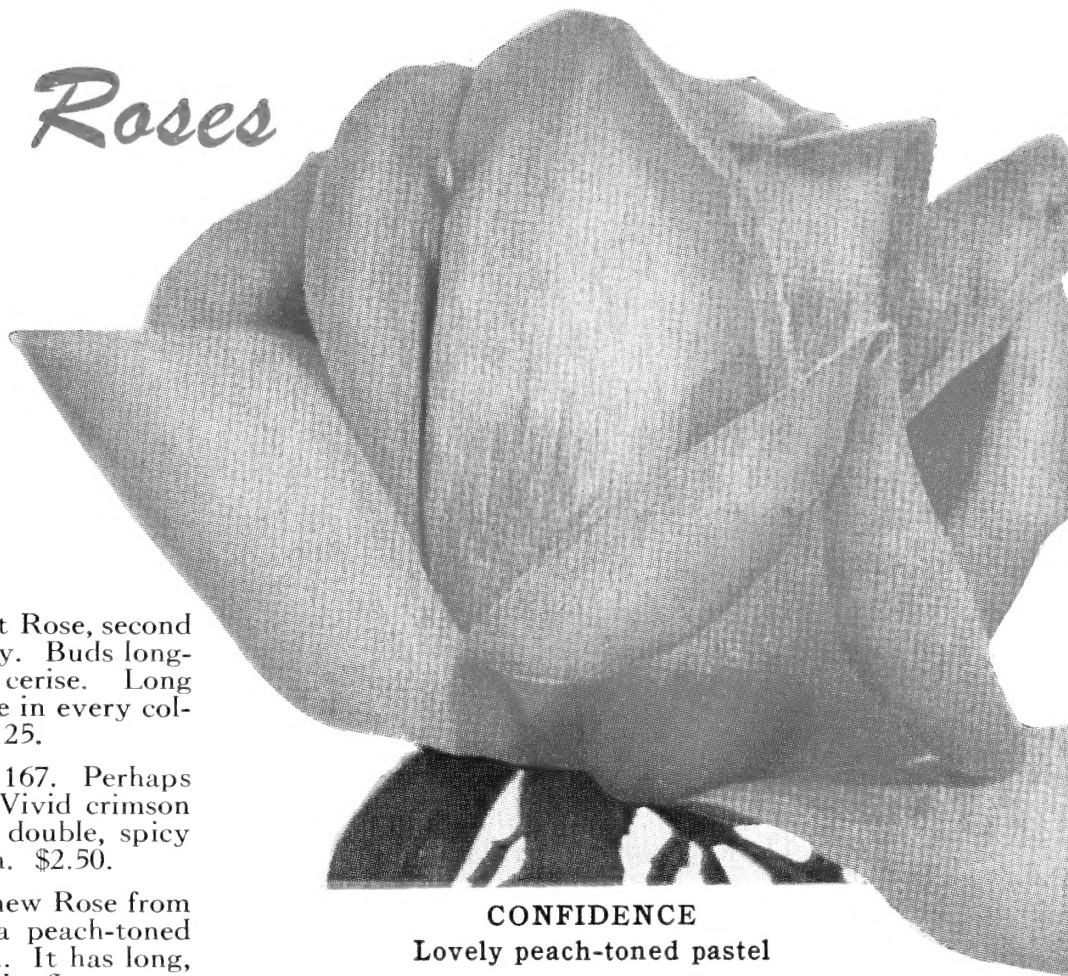 Roses
t Rose, second
y. Buds long-
cerise. Long
e in every col-
25.
167. Perhaps
Vivid crimson
double, spicy
a. $2.50.
new Rose from
a peach-toned
. It has long,
CONFIDENCE
Lovely peach-toned pastel